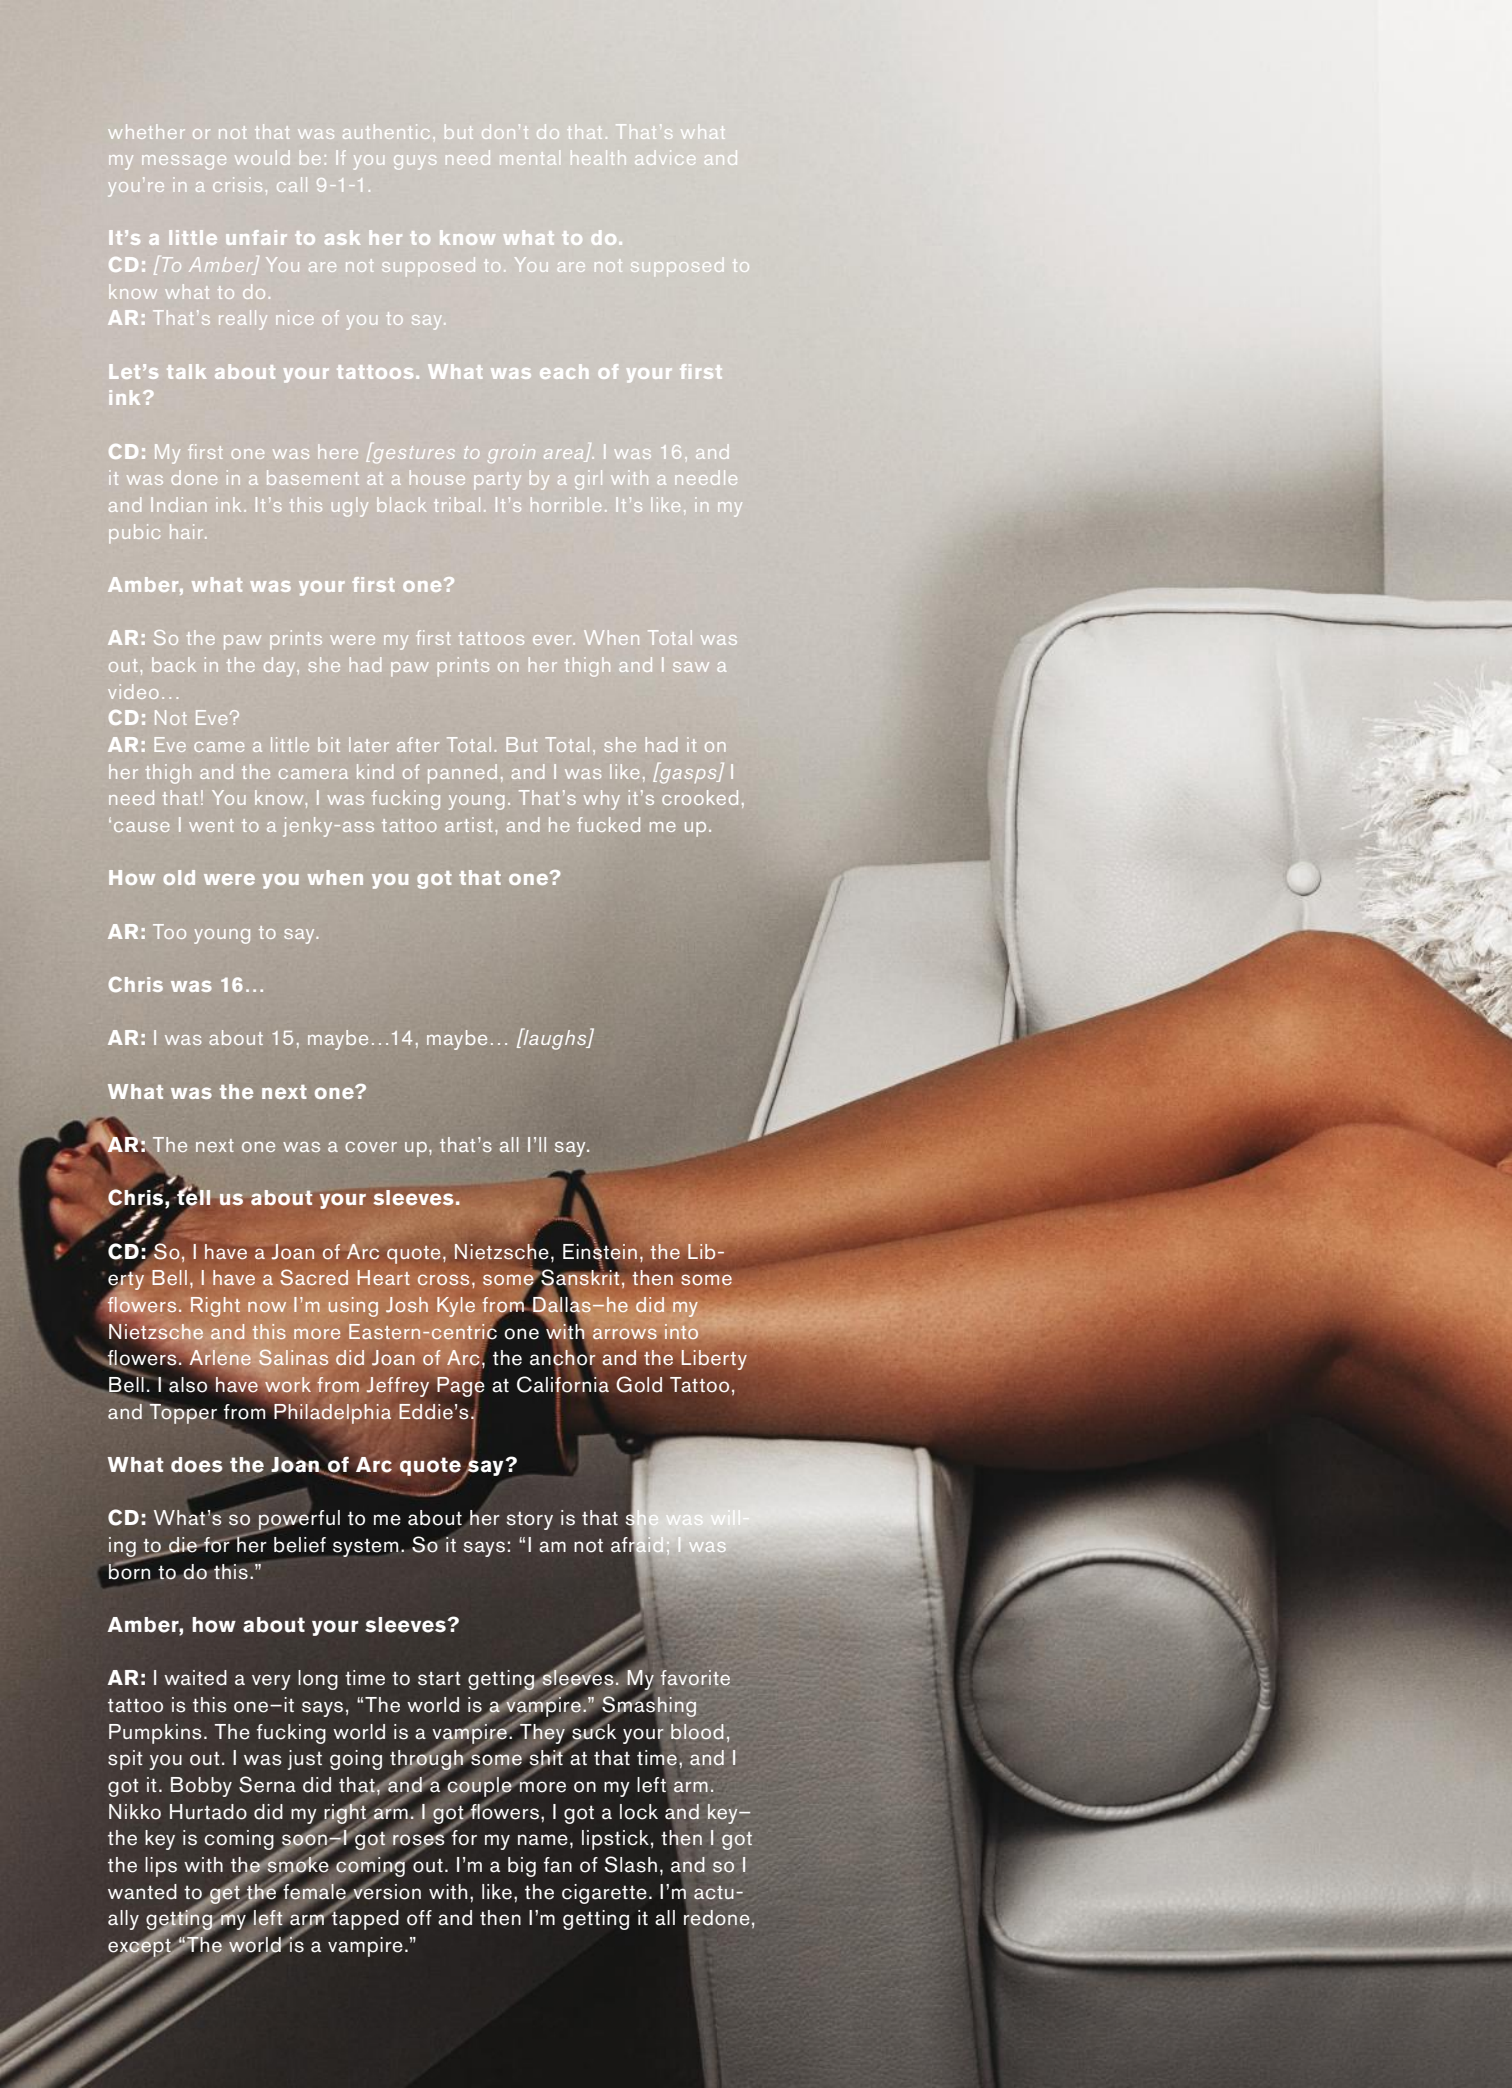 whether or not that was authentic, but don’t do that. That’s what
my message would be: If you guys need mental health advice and
you’re in a crisis, call 9-1-1.
It’s a little unfair to ask her to know what to do.
CD: [To Amber] You are not supposed to. You are not supposed to
know what to do.
AR: That’s really nice of you to say.
Let’s talk about your tattoos. What was each of your first
ink?
CD: My first one was here [gestures to groin area]. I was 16, and
it was done in a basement at a house party by a girl with a needle
and Indian ink. It’s this ugly black tribal. It’s horrible. It’s like, in my
pubic hair.
Amber, what was your first one?
AR: So the paw prints were my first tattoos ever. When Total was
out, back in the day, she had paw prints on her thigh and I saw a
video…
CD: Not Eve?
AR: Eve came a little bit later after Total. But Total, she had it on
her thigh and the camera kind of panned, and I was like, [gasps] I
need that! You know, I was fucking young. That’s why it’s crooked,
‘cause I went to a jenky-ass tattoo artist, and he fucked me up.
How old were you when you got that one?
AR: Too young to say.
Chris was 16…
AR: I was about 15, maybe…14, maybe… [laughs]
What was the next one?
AR: The next one was a cover up, that’s all I’ll say.
Chris, tell us about your sleeves.
CD: So, I have a Joan of Arc quote, Nietzsche, Einstein, the Lib-
erty Bell, I have a Sacred Heart cross, some Sanskrit, then some
flowers. Right now I’m using Josh Kyle from Dallas—he did my
Nietzsche and this more Eastern-centric one with arrows into
flowers. Arlene Salinas did Joan of Arc, the anchor and the Liberty
Bell. I also have work from Jeffrey Page at California Gold Tattoo,
and Topper from Philadelphia Eddie’s.
What does the Joan of Arc quote say?
CD: What’s so powerful to me about her story is that she was will-
ing to die for her belief system. So it says: “I am not afraid; I was
born to do this.”
Amber, how about your sleeves?
AR: I waited a very long time to start getting sleeves. My favorite
tattoo is this one—it says, “The world is a vampire.” Smashing
Pumpkins. The fucking world is a vampire. They suck your blood,
spit you out. I was just going through some shit at that time, and I
got it. Bobby Serna did that, and a couple more on my left arm.
Nikko Hurtado did my right arm. I got flowers, I got a lock and key—
the key is coming soon—I got roses for my name, lipstick, then I got
the lips with the smoke coming out. I’m a big fan of Slash, and so I
wanted to get the female version with, like, the cigarette. I’m actu-
ally getting my left arm tapped off and then I’m getting it all redone,
except “The world is a vampire.”